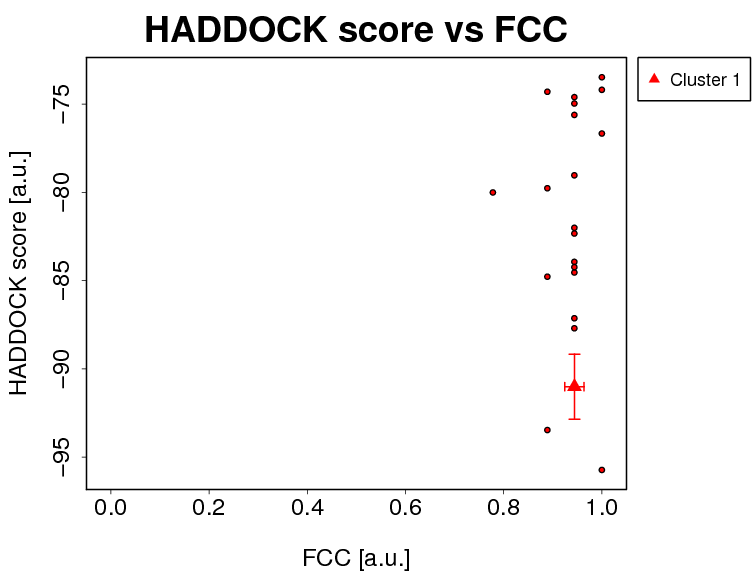 HADDOCK score vs FCC
Cluster 1
HADDOCK score [a.u.]
−75
−80
−85
−90
−95
0.0 0.2 0.4 0.6 0.8 1.0
FCC [a.u.]